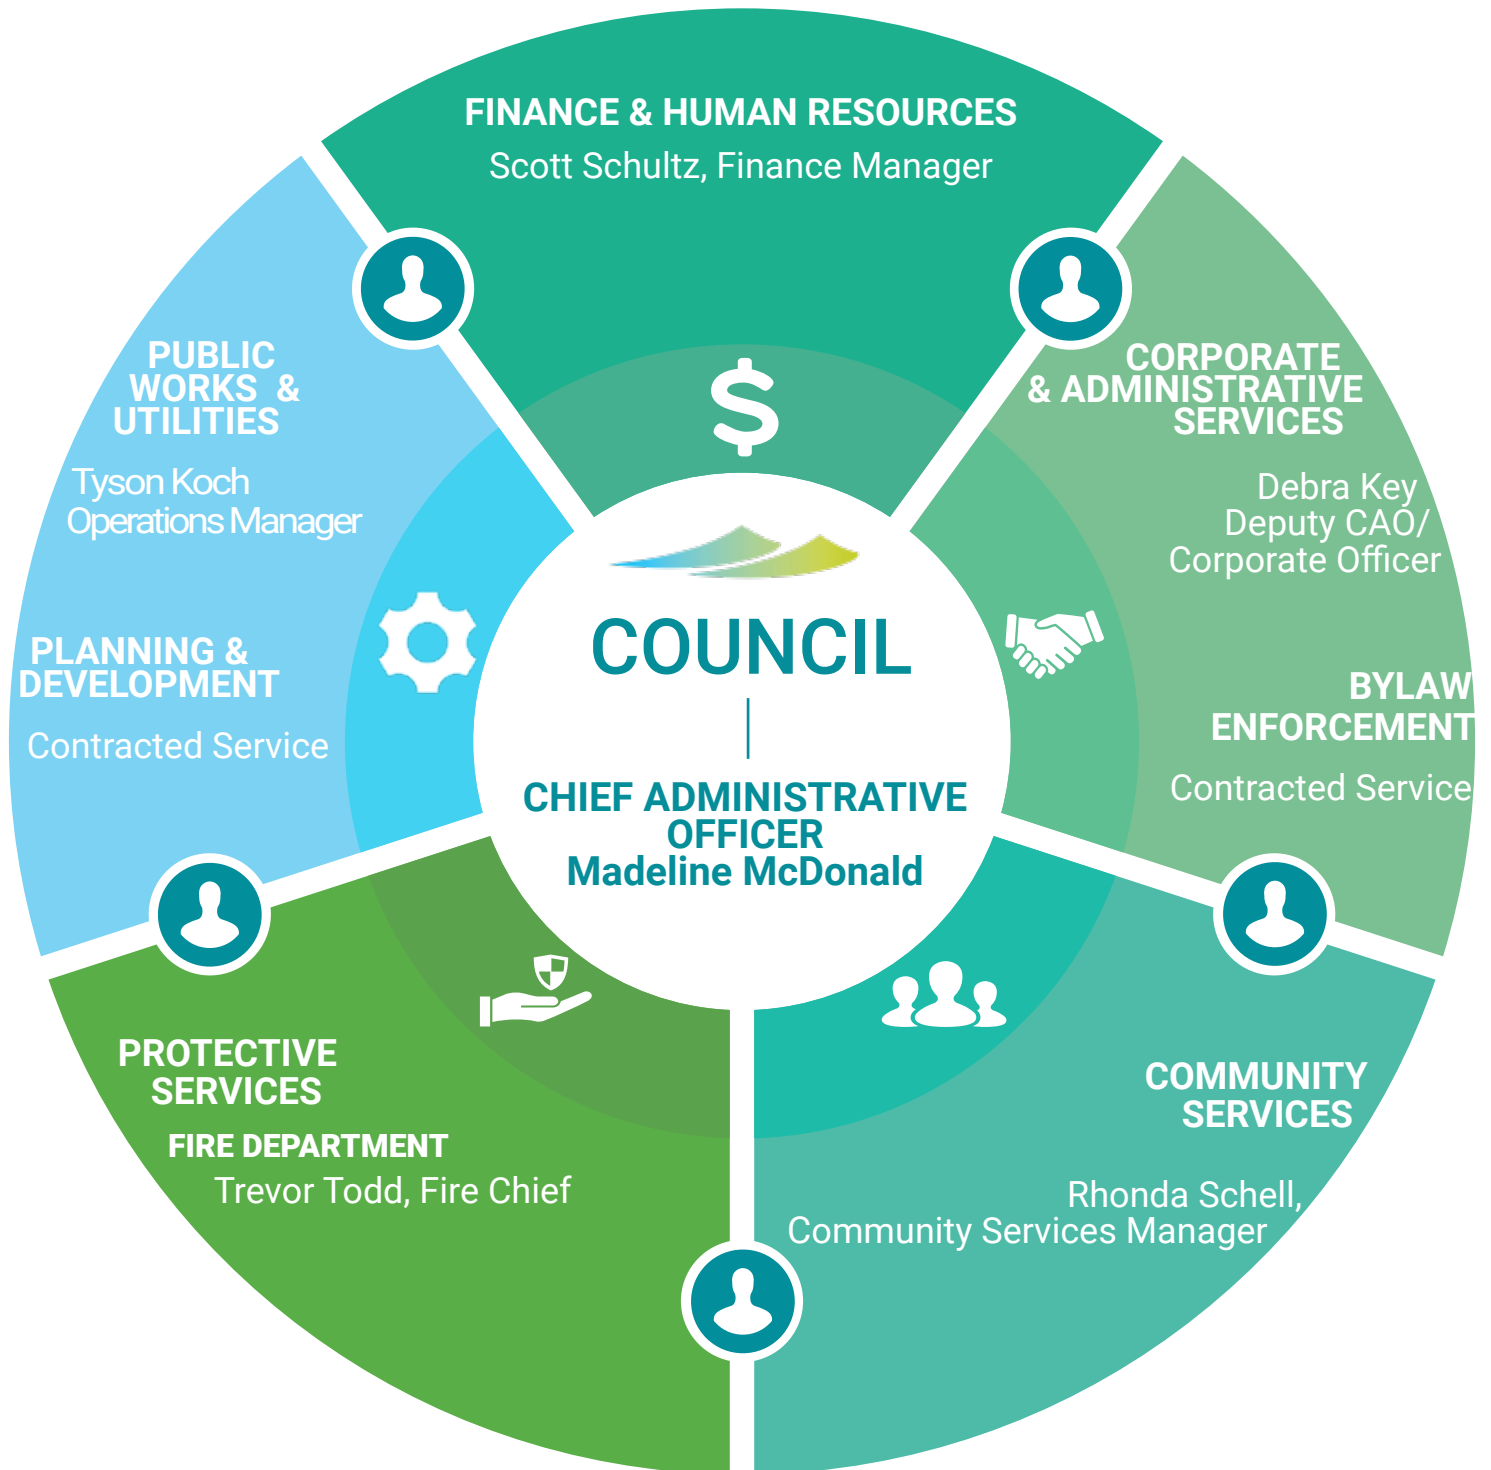 FINANCE & HUMAN RESOURCES
Scott Schultz, Finance Manager
PUBLIC
WORKS &
UTILITIES
Tyson Koch
Operations Manager
PLANNING &
DEVELOPMENT
Contracted Service
CORPORATE
& ADMINISTRATIVE
SERVICES
Debra Key
Deputy CAO/
Corporate Officer
BYLAW
ENFORCEMENT
Contracted Service
COUNCIL
CHIEF ADMINISTRATIVE
OFFICER
Madeline McDonald
PROTECTIVE
SERVICES
FIRE DEPARTMENT
Trevor Todd, Fire Chief
COMMUNITY
SERVICES
Rhonda Schell,
Community Services Manager